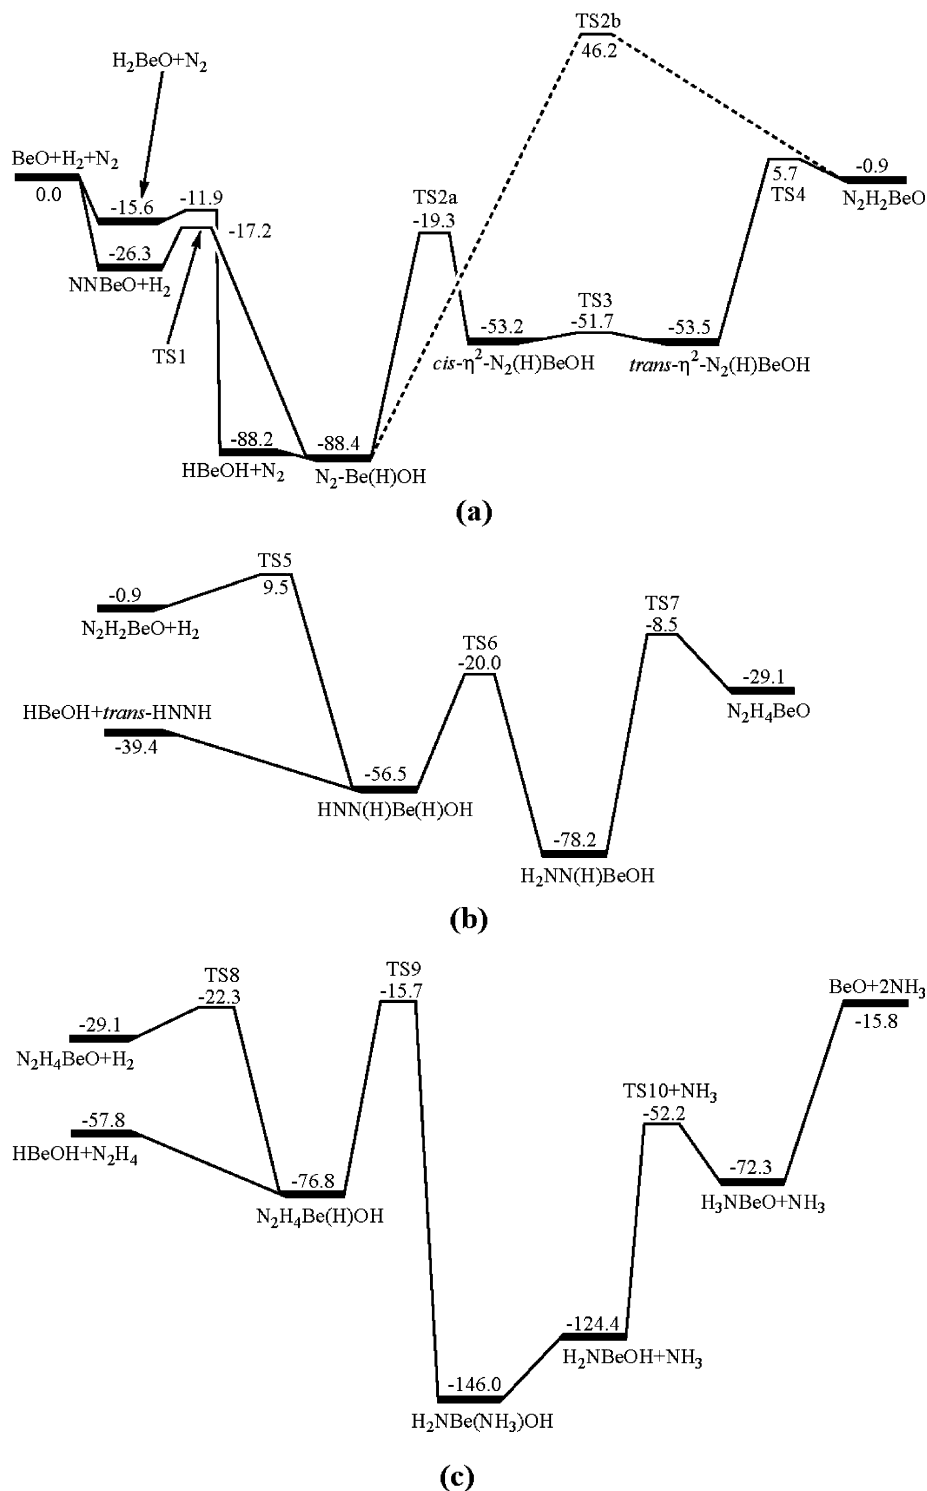 TS2b
46.2
H₂BeO+N₂
BeO+H₂+N₂
0.0
-15.6
-11.9
-17.2
-26.3
NNBeO+H₂
TS1
TS2a
-19.3
TS3
-51.7
-53.2
cis-η²-N₂(H)BeOH
-53.5
trans-η²-N₂(H)BeOH
5.7
TS4
-0.9
N₂H₂BeO
-88.2
HBeOH+N₂
-88.4
N₂-Be(H)OH
(a)
TS5
9.5
-0.9
N₂H₂BeO+H₂
HBeOH+trans-HNNH
-39.4
TS6
-20.0
TS7
-8.5
-29.1
N₂H₄BeO
-56.5
HNN(H)Be(H)OH
-78.2
H₂NN(H)BeOH
(b)
TS8
-22.3
TS9
-15.7
BeO+2NH₃
-15.8
-29.1
N₂H₄BeO+H₂
-57.8
HBeOH+N₂H₄
TS10+NH₃
-52.2
-76.8
N₂H₄Be(H)OH
-72.3
H₃NBeO+NH₃
-124.4
H₂NBeOH+NH₃
-146.0
H₂NBe(NH₃)OH
(c)